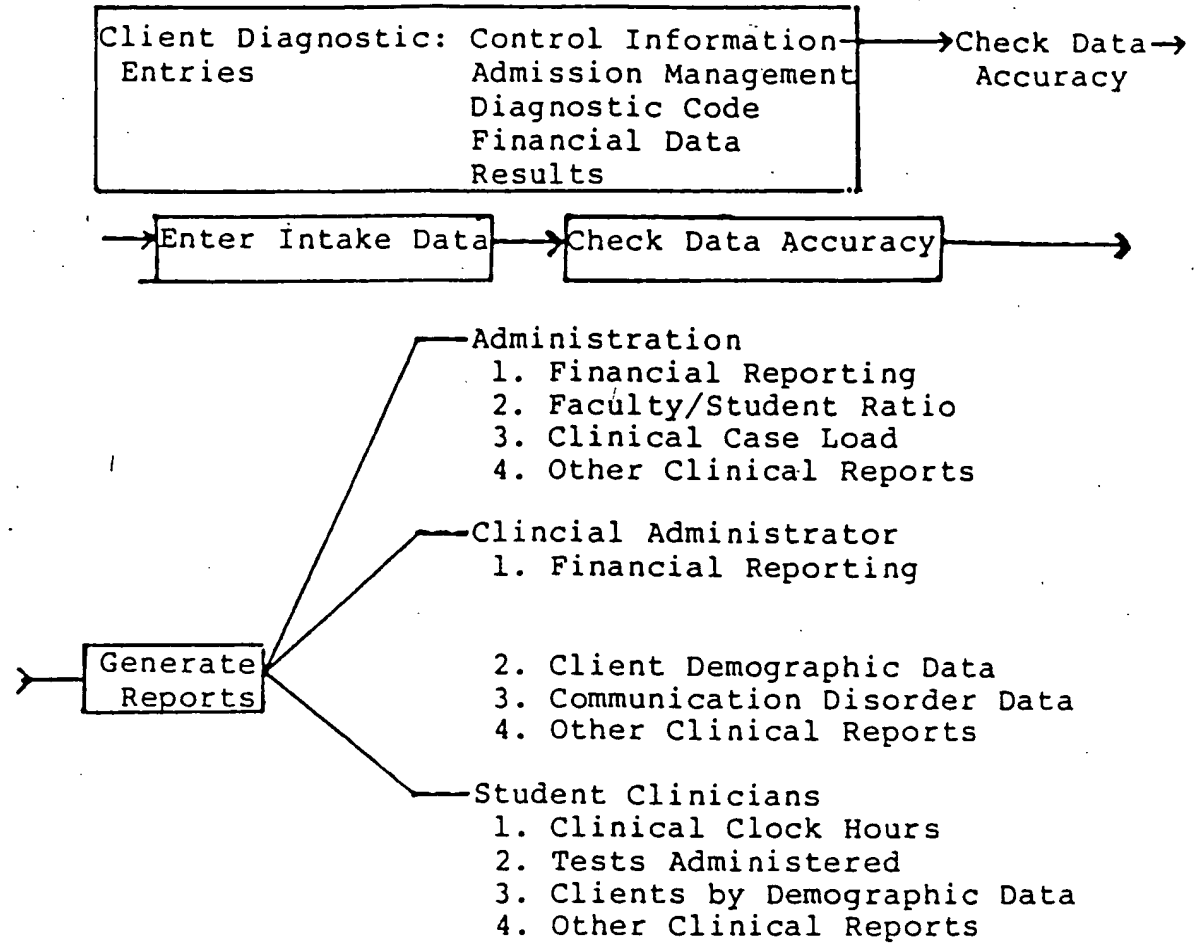 Client Diagnostic: Control Information Check Data
Entries Admission Management Accuracy
Diagnostic Code
Financial Data
Results
Enter Intake Data Check Data Accuracy
Administration
1. Financial Reporting
2. Faculty/Student Ratio
3. Clinical Case Load
4. Other Clinical Reports
Clincial Administrator
1. Financial Reporting
Generate
Reports
2. Client Demographic Data
3. Communication Disorder Data
4. Other Clinical Reports
Student Clinicians
1. Clinical Clock Hours
2. Tests Administered
3. Clients by Demographic Data
4. Other Clinical Reports